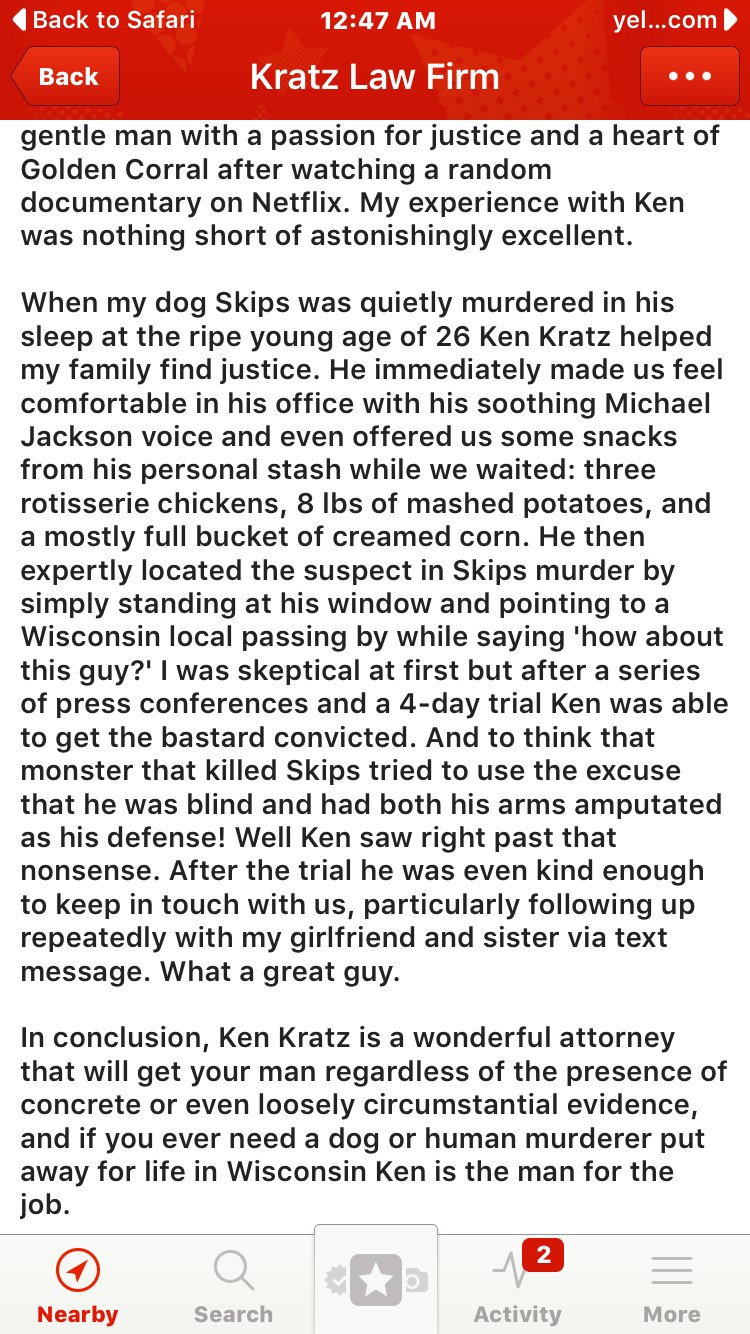 Back to Safari
12:47 AM
yel...com
Back
Kratz Law Firm
gentle man with a passion for justice and a heart of
Golden Corral after watching a random
documentary on Netflix. My experience with Ken
was nothing short of astonishingly excellent.
When my dog Skips was quietly murdered in his
sleep at the ripe young age of 26 Ken Kratz helped
my family find justice. He immediately made us feel
comfortable in his office with his soothing Michael
Jackson voice and even offered us some snacks
from his personal stash while we waited: three
rotisserie chickens, 8 lbs of mashed potatoes, and
a mostly full bucket of creamed corn. He then
expertly located the suspect in Skips murder by
simply standing at his window and pointing to a
Wisconsin local passing by while saying 'how about
this guy?' I was skeptical at first but after a series
of press conferences and a 4-day trial Ken was able
to get the bastard convicted. And to think that
monster that killed Skips tried to use the excuse
that he was blind and had both his arms amputated
as his defense! Well Ken saw right past that
nonsense. After the trial he was even kind enough
to keep in touch with us, particularly following up
repeatedly with my girlfriend and sister via text
message. What a great guy.
In conclusion, Ken Kratz is a wonderful attorney
that will get your man regardless of the presence of
concrete or even loosely circumstantial evidence,
and if you ever need a dog or human murderer put
away for life in Wisconsin Ken is the man for the
job.
2
Nearby
Search
Activity
More